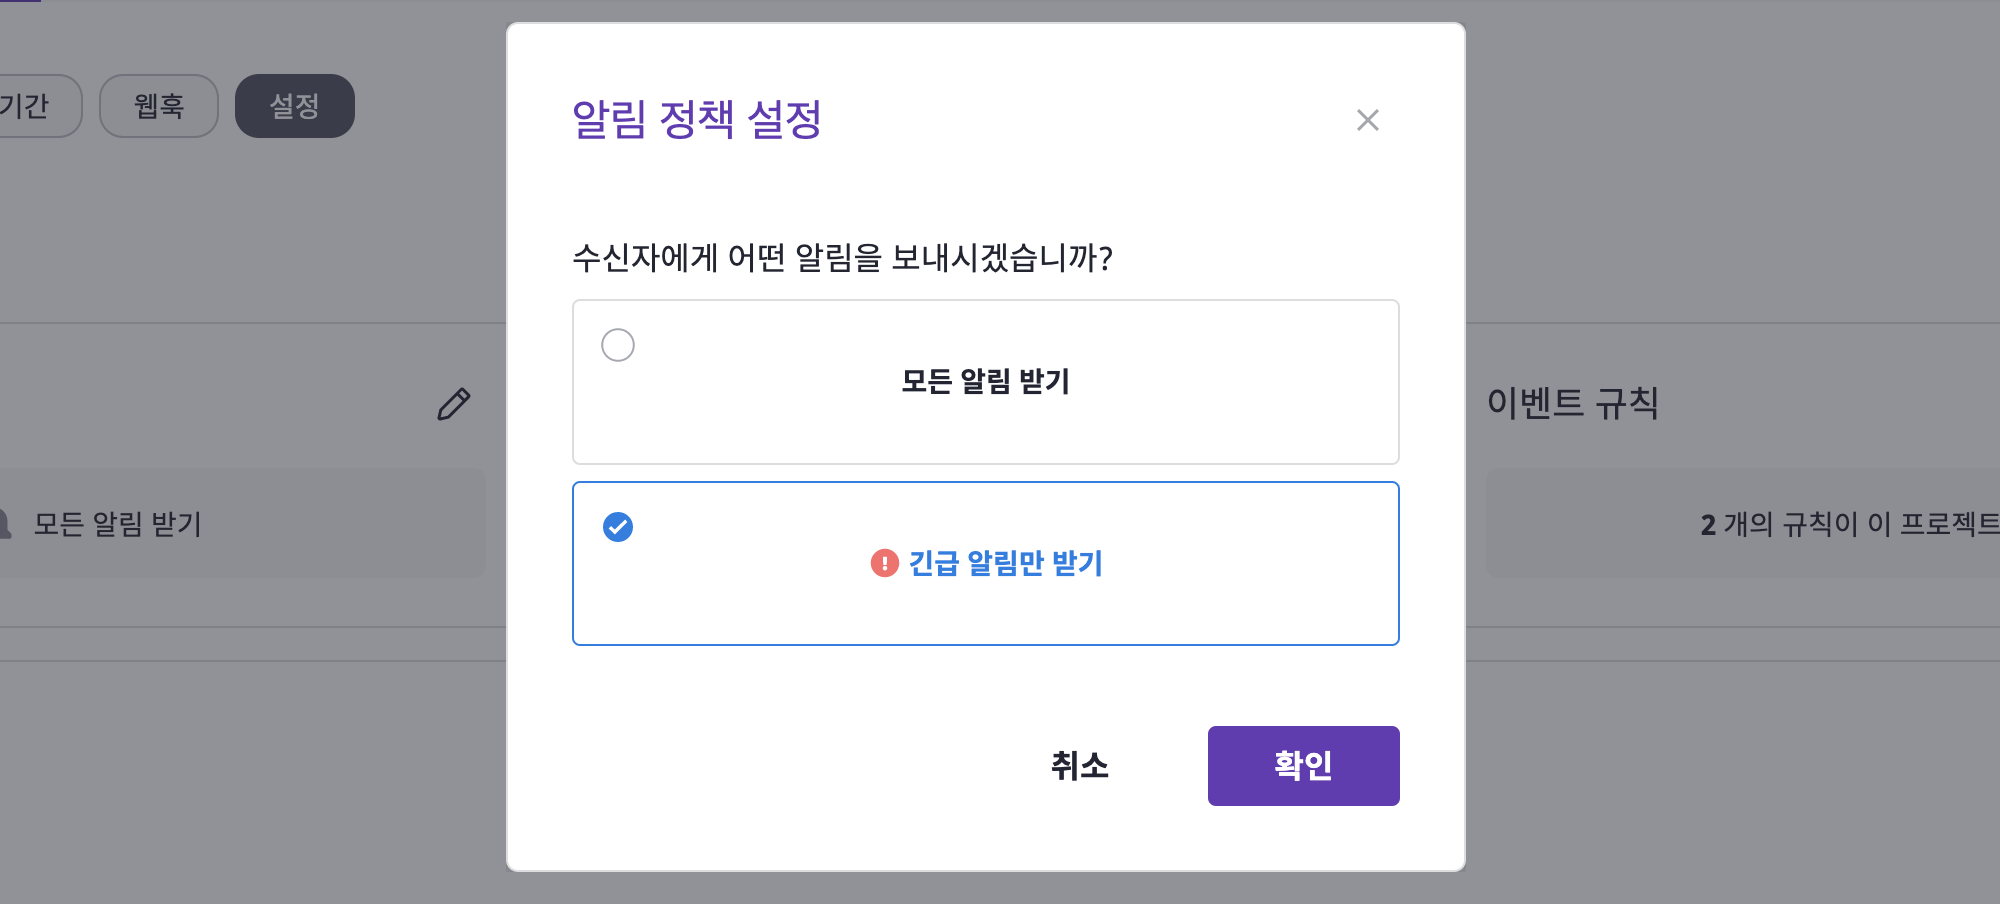 기간
웹훅
설정
알림 정책 설정
수신자에게 어떤 알림을 보내시겠습니까?
모든 알림 받기
긴급 알림만 받기
취소
확인
모든 알림 받기
이벤트 규칙
2 개의 규칙이 이 프로젝트